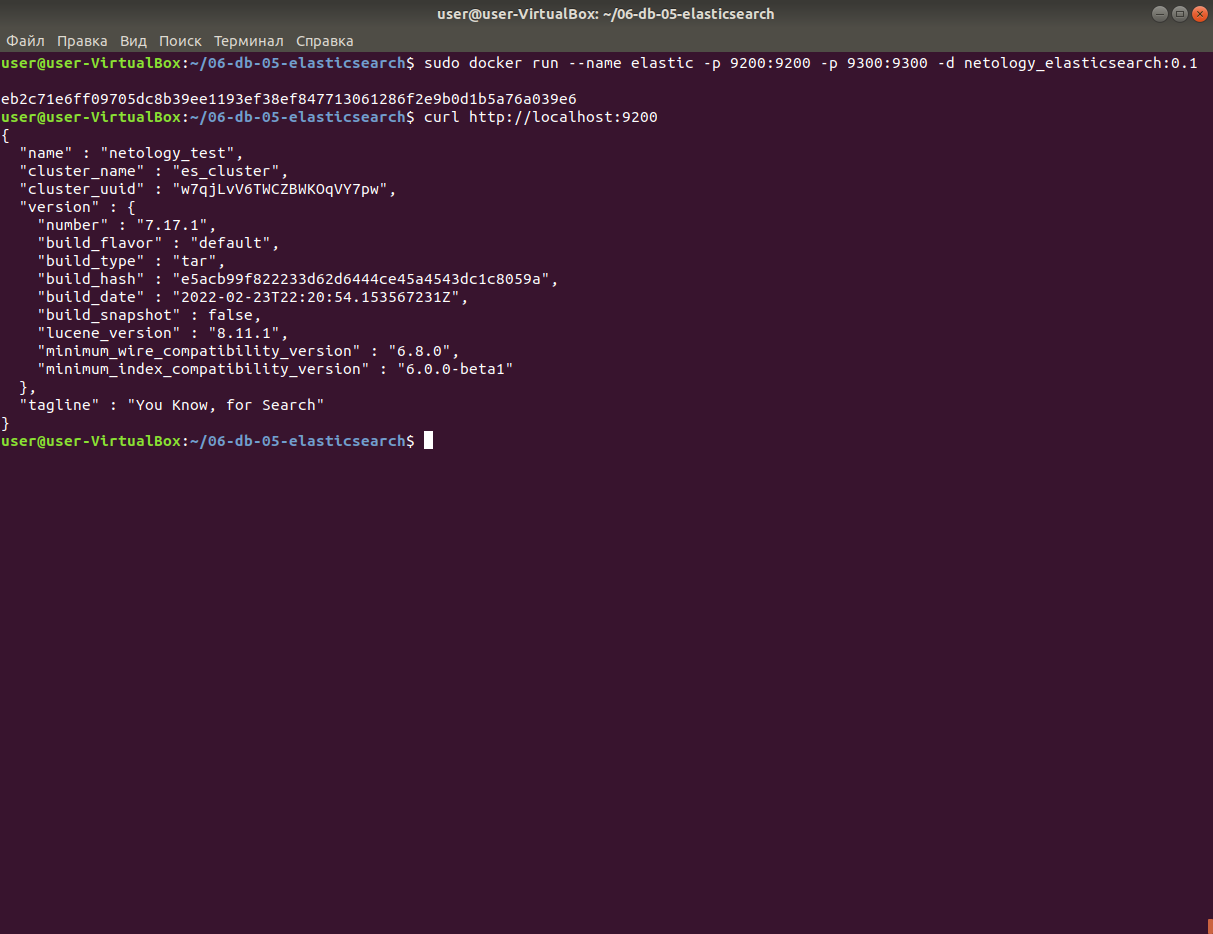 user@user-VirtualBox: ~/06-db-05-elasticsearch
Файл Правка Вид Поиск Терминал Справка
user@user-VirtualBox:~/06-db-05-elasticsearch$ sudo docker run --name elastic -p 9200:9200 -p 9300:9300 -d netology_elasticsearch:0.1
eb2c71e6ff09705dc8b39ee1193ef38ef847713061286f2e9b0d1b5a76a039e6
user@user-VirtualBox:~/06-db-05-elasticsearch$ curl http://localhost:9200
{
  "name" : "netology_test",
  "cluster_name" : "es_cluster",
  "cluster_uuid" : "w7qjLvV6TWCZBWKOqVY7pw",
  "version" : {
    "number" : "7.17.1",
    "build_flavor" : "default",
    "build_type" : "tar",
    "build_hash" : "e5acb99f822233d62d6444ce45a4543dc1c8059a",
    "build_date" : "2022-02-23T22:20:54.153567231Z",
    "build_snapshot" : false,
    "lucene_version" : "8.11.1",
    "minimum_wire_compatibility_version" : "6.8.0",
    "minimum_index_compatibility_version" : "6.0.0-beta1"
  },
  "tagline" : "You Know, for Search"
}
user@user-VirtualBox:~/06-db-05-elasticsearch$